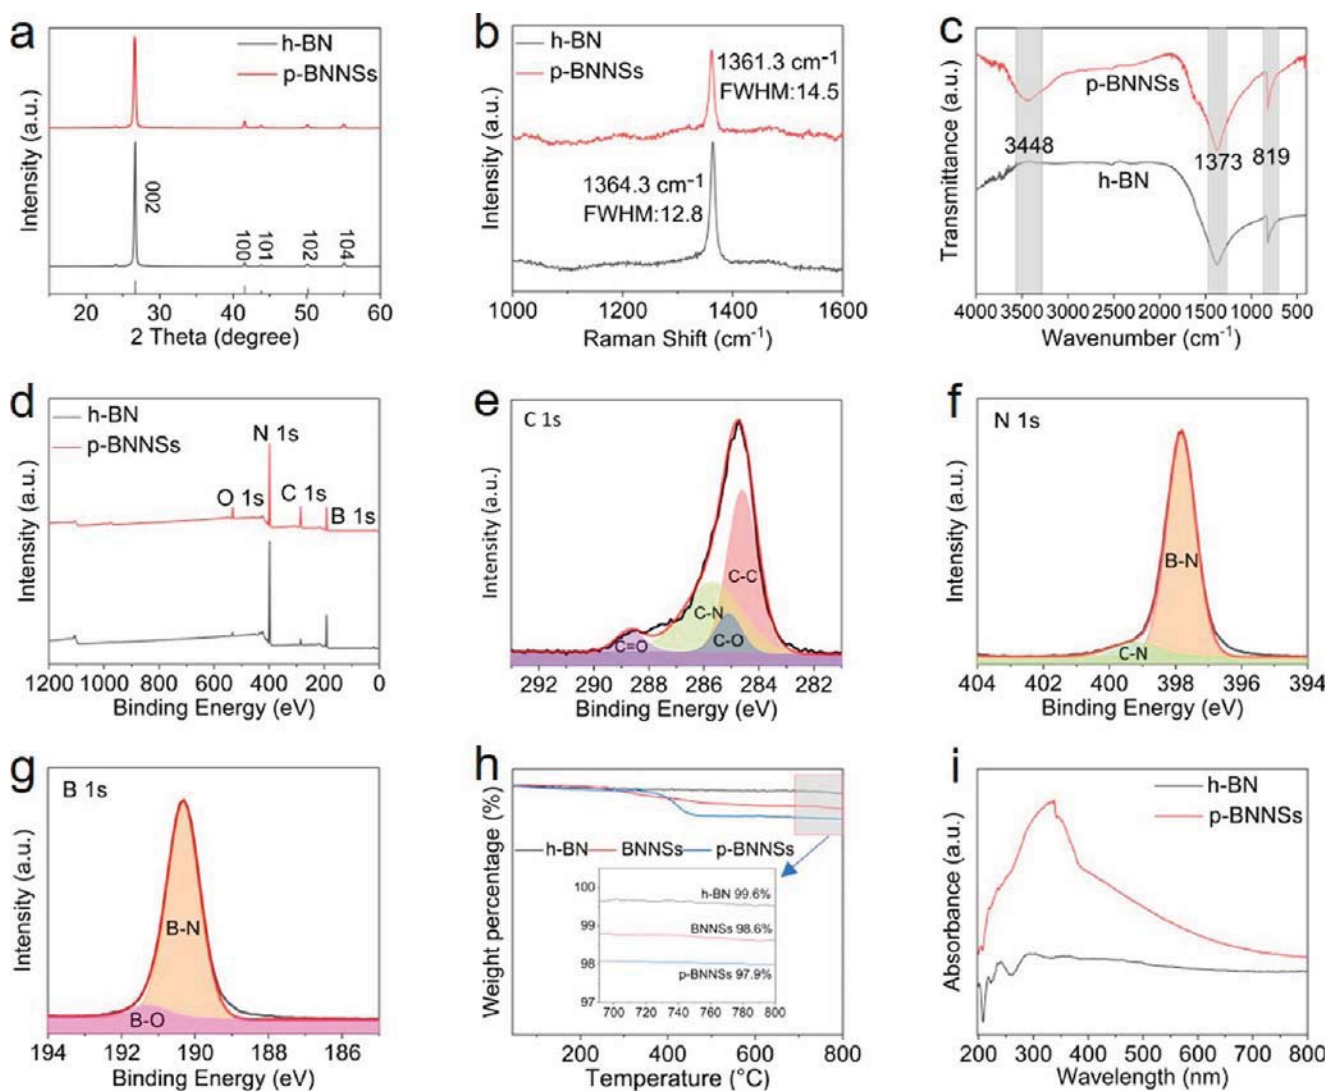 a
h-BN
p-BNNSs
002
100
101
102
104
Intensity (a.u.)
20 30 40 50 60
2 Theta (degree)
b
h-BN
p-BNNSs
1361.3 cm⁻¹
FWHM:14.5
1364.3 cm⁻¹
FWHM:12.8
Intensity (a.u.)
1000 1200 1400 1600
Raman Shift (cm⁻¹)
c
p-BNNSs
3448
1373
819
h-BN
Transmittance (a.u.)
4000 3500 3000 2500 2000 1500 1000 500
Wavenumber (cm⁻¹)
d
h-BN
p-BNNSs
N 1s
O 1s
C 1s
B 1s
Intensity (a.u.)
1200 1000 800 600 400 200 0
Binding Energy (eV)
e
C 1s
C-C
C-N
C-O
C=O
Intensity (a.u.)
292 290 288 286 284 282
Binding Energy (eV)
f
N 1s
B-N
C-N
Intensity (a.u.)
404 402 400 398 396 394
Binding Energy (eV)
g
B 1s
B-N
B-O
Intensity (a.u.)
194 192 190 188 186
Binding Energy (eV)
h
h-BN BNNSs p-BNNSs
100
99
98
97
h-BN 99.6%
BNNSs 98.6%
p-BNNSs 97.9%
700 720 740 760 780 800
Weight percentage (%)
200 400 600 800
Temperature (°C)
i
h-BN
p-BNNSs
Absorbance (a.u.)
200 300 400 500 600 700 800
Wavelength (nm)